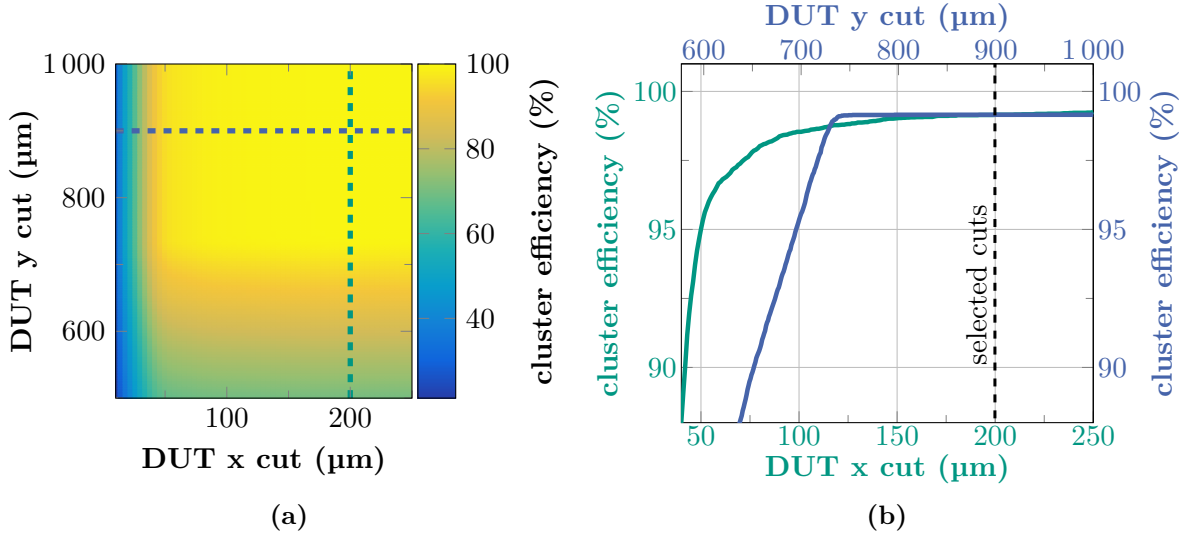 1 000
800
600
DUT y cut (µm)
100
200
DUT x cut (µm)
100
80
60
40
cluster efficiency (%)
(a)
DUT y cut (µm)
600
700
800
900
1 000
100
95
90
cluster efficiency (%)
selected cuts
100
95
90
cluster efficiency (%)
50
100
150
200
250
DUT x cut (µm)
(b)